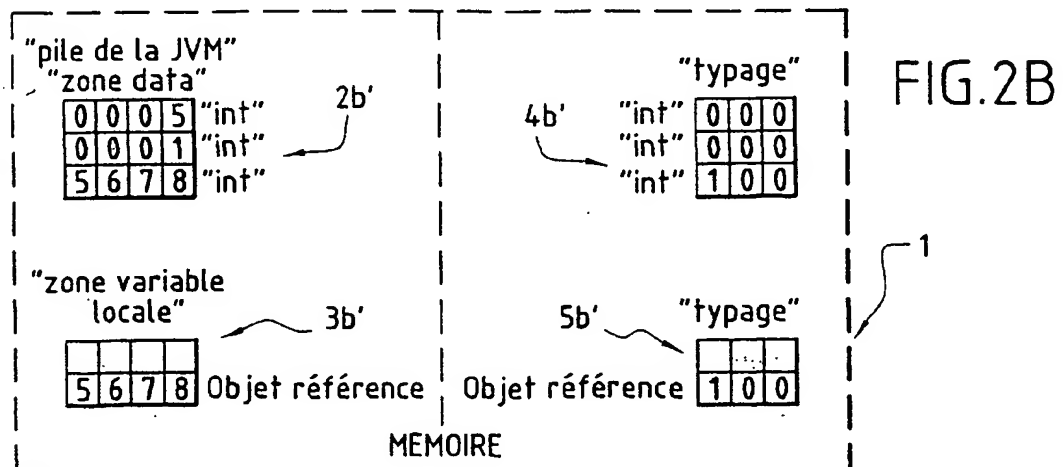 "pile de la JVM"
"zone data"
0 0 0 5 "int"
0 0 0 1 "int"
5 6 7 8 "int"
2b'
"typage"
4b'
"int" 0 0 0
"int" 0 0 0
"int" 1 0 0
FIG.2B
1
"zone variable
locale"
3b'
5 6 7 8 Objet référence
5b'
"typage"
Objet référence 1 0 0
MEMOIRE